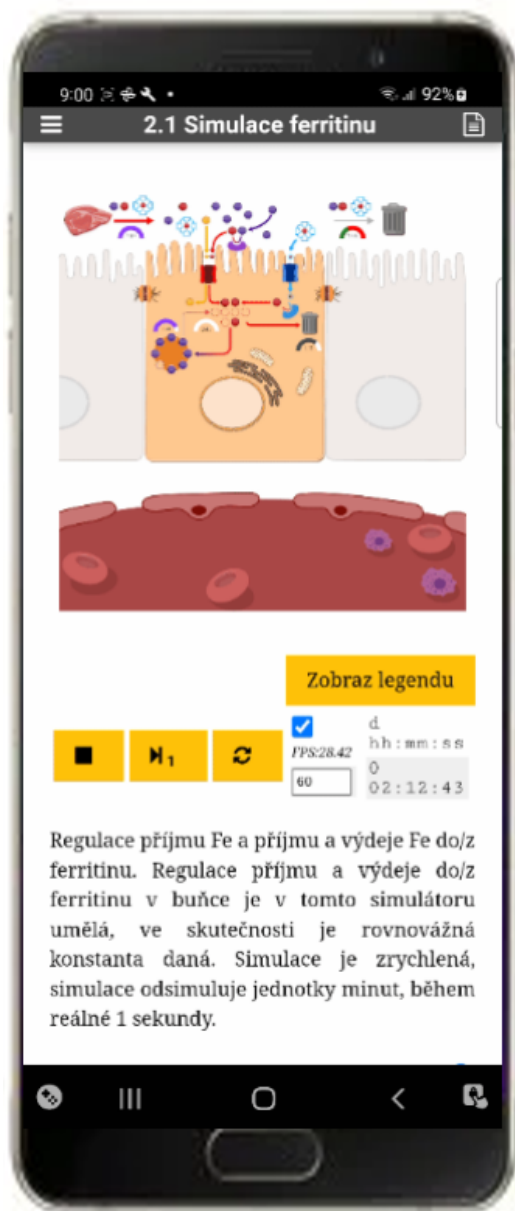 9:00
92%
2.1 Simulace ferritinu
Zobraz legendu
1
FPS:28.42
60
d
hh:mm:ss
0
02:12:43
Regulace příjmu Fe a příjmu a výdeje Fe do/z
ferritinu. Regulace příjmu a výdeje do/z
ferritinu v buňce je v tomto simulátoru
umělá, ve skutečnosti je rovnovážná
konstanta daná. Simulace je zrychlená,
simulace odsimuluje jednotky minut, během
reálné 1 sekundy.